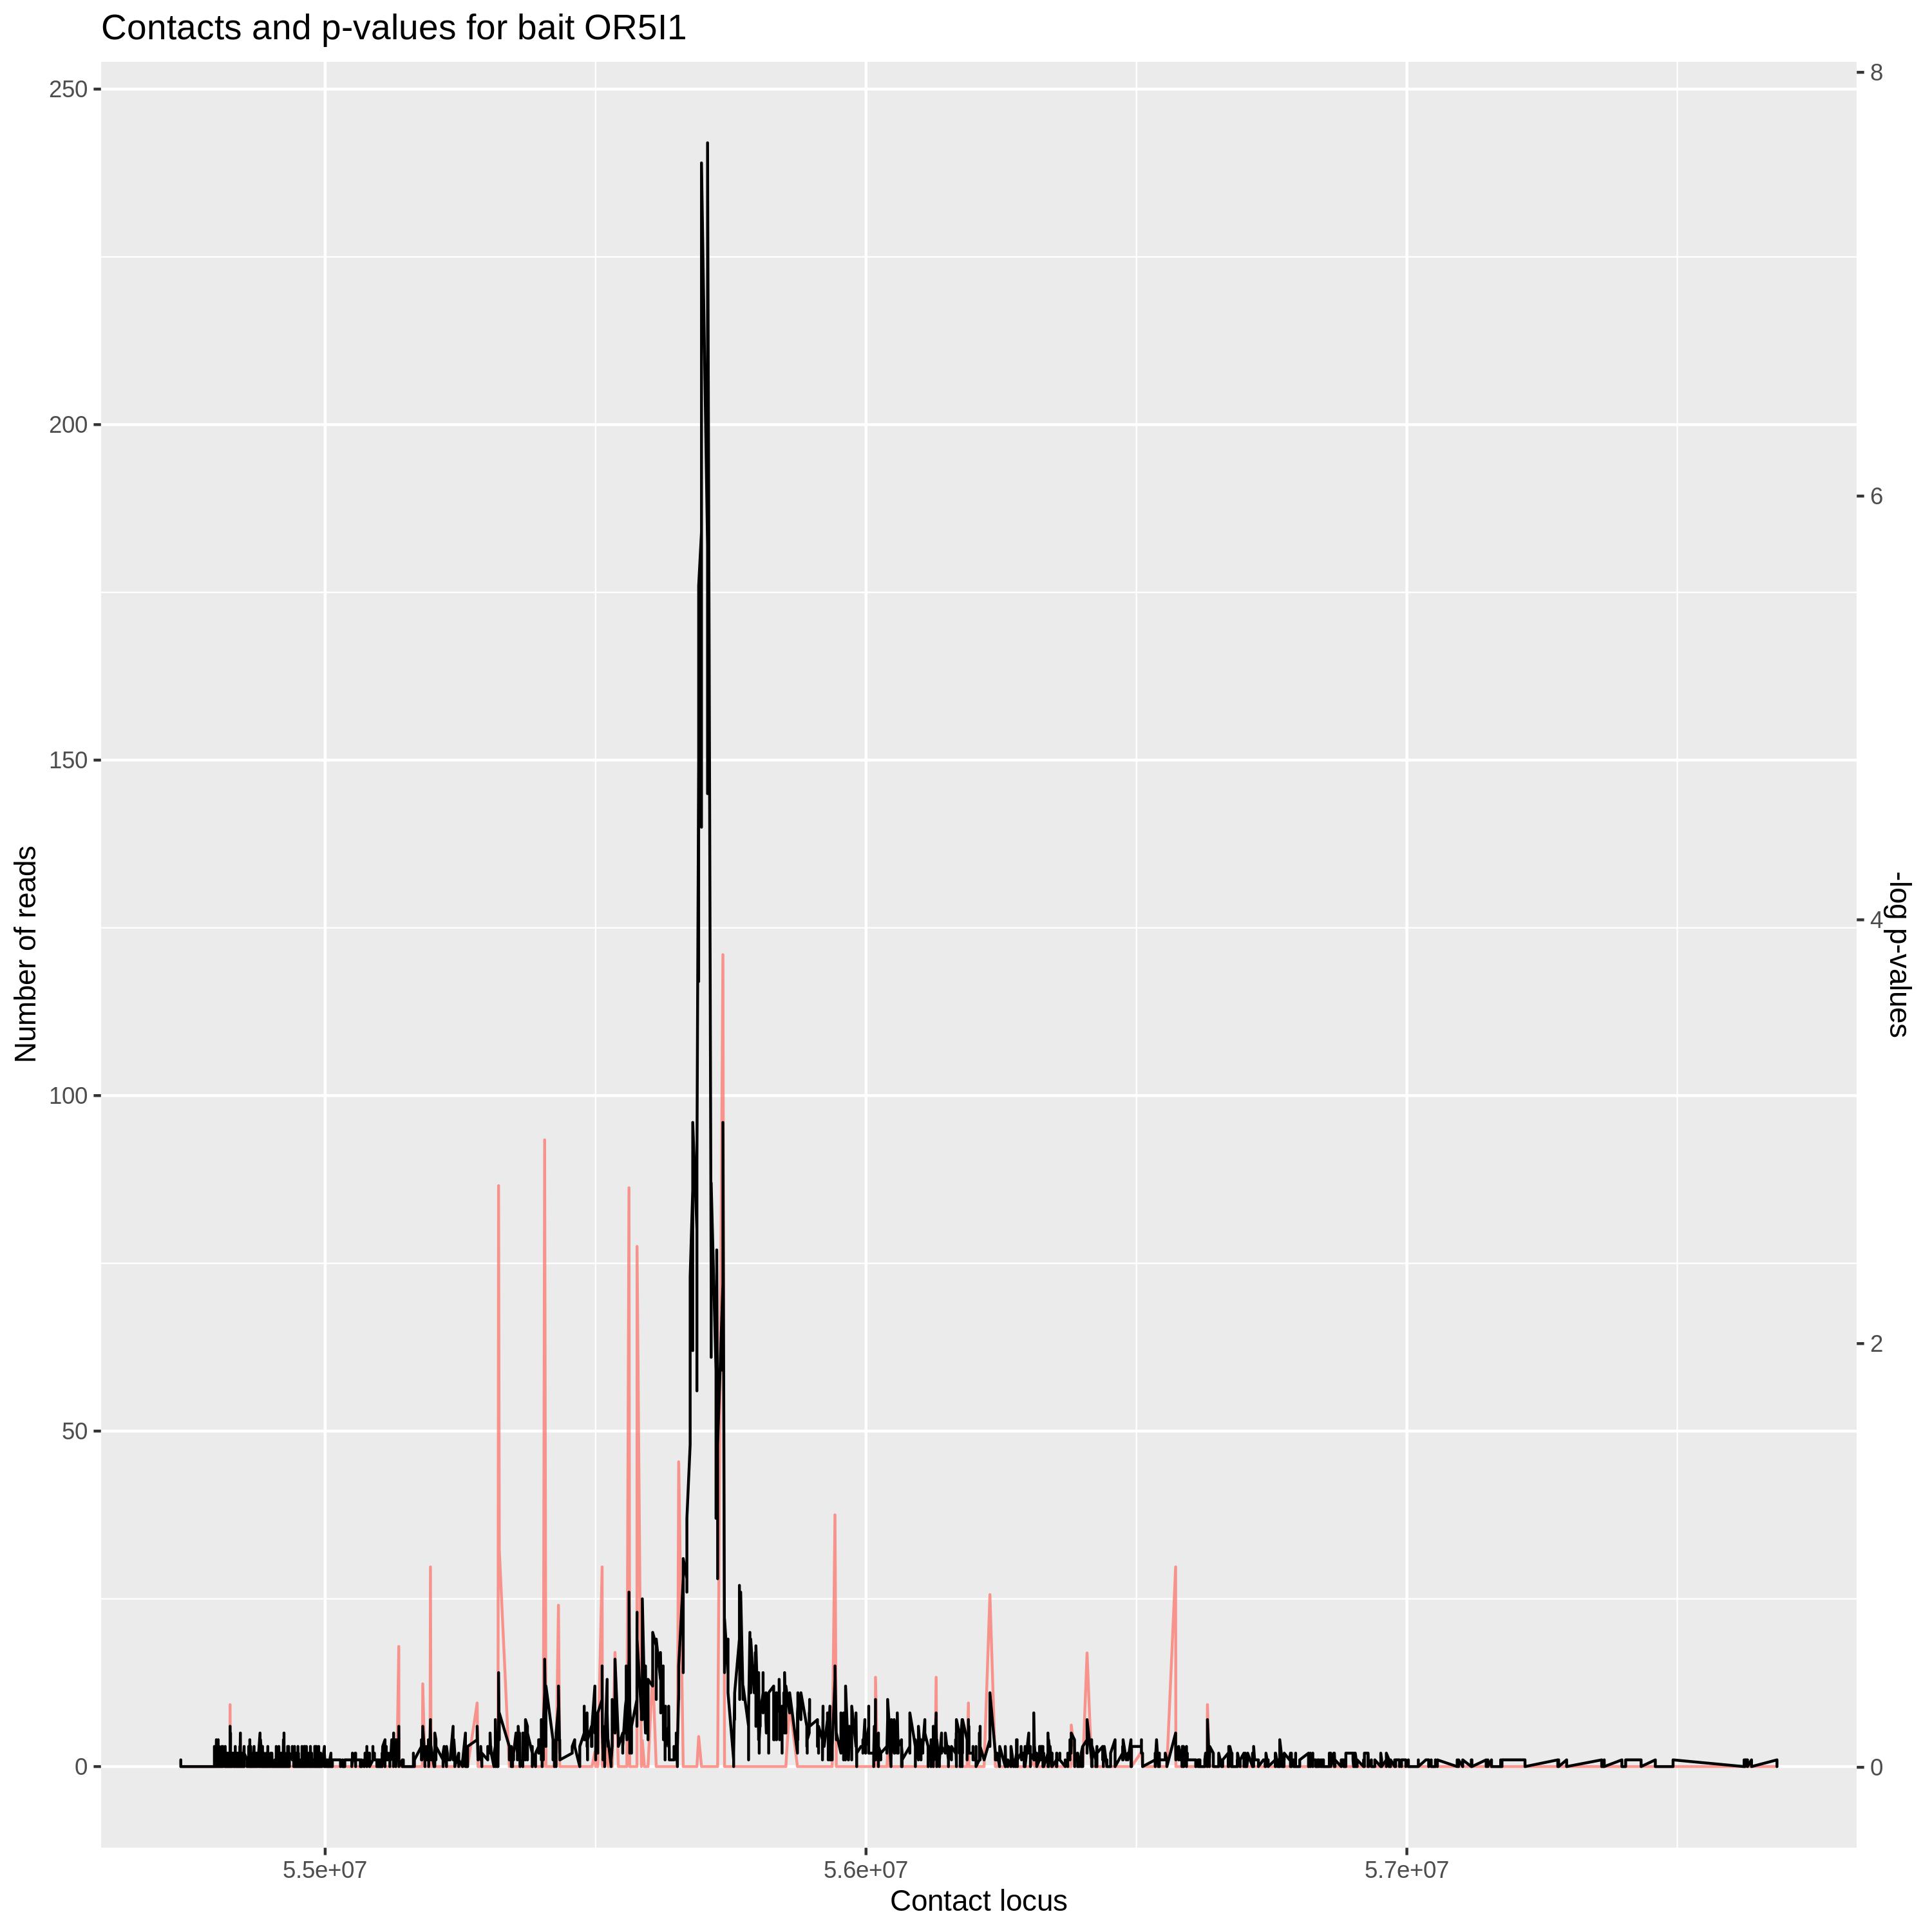 Contacts and p-values for bait OR5I1
250
200
150
100
50
0
8
6
4
2
0
Number of reads
-log p-values
5.5e+07
5.6e+07
5.7e+07
Contact locus